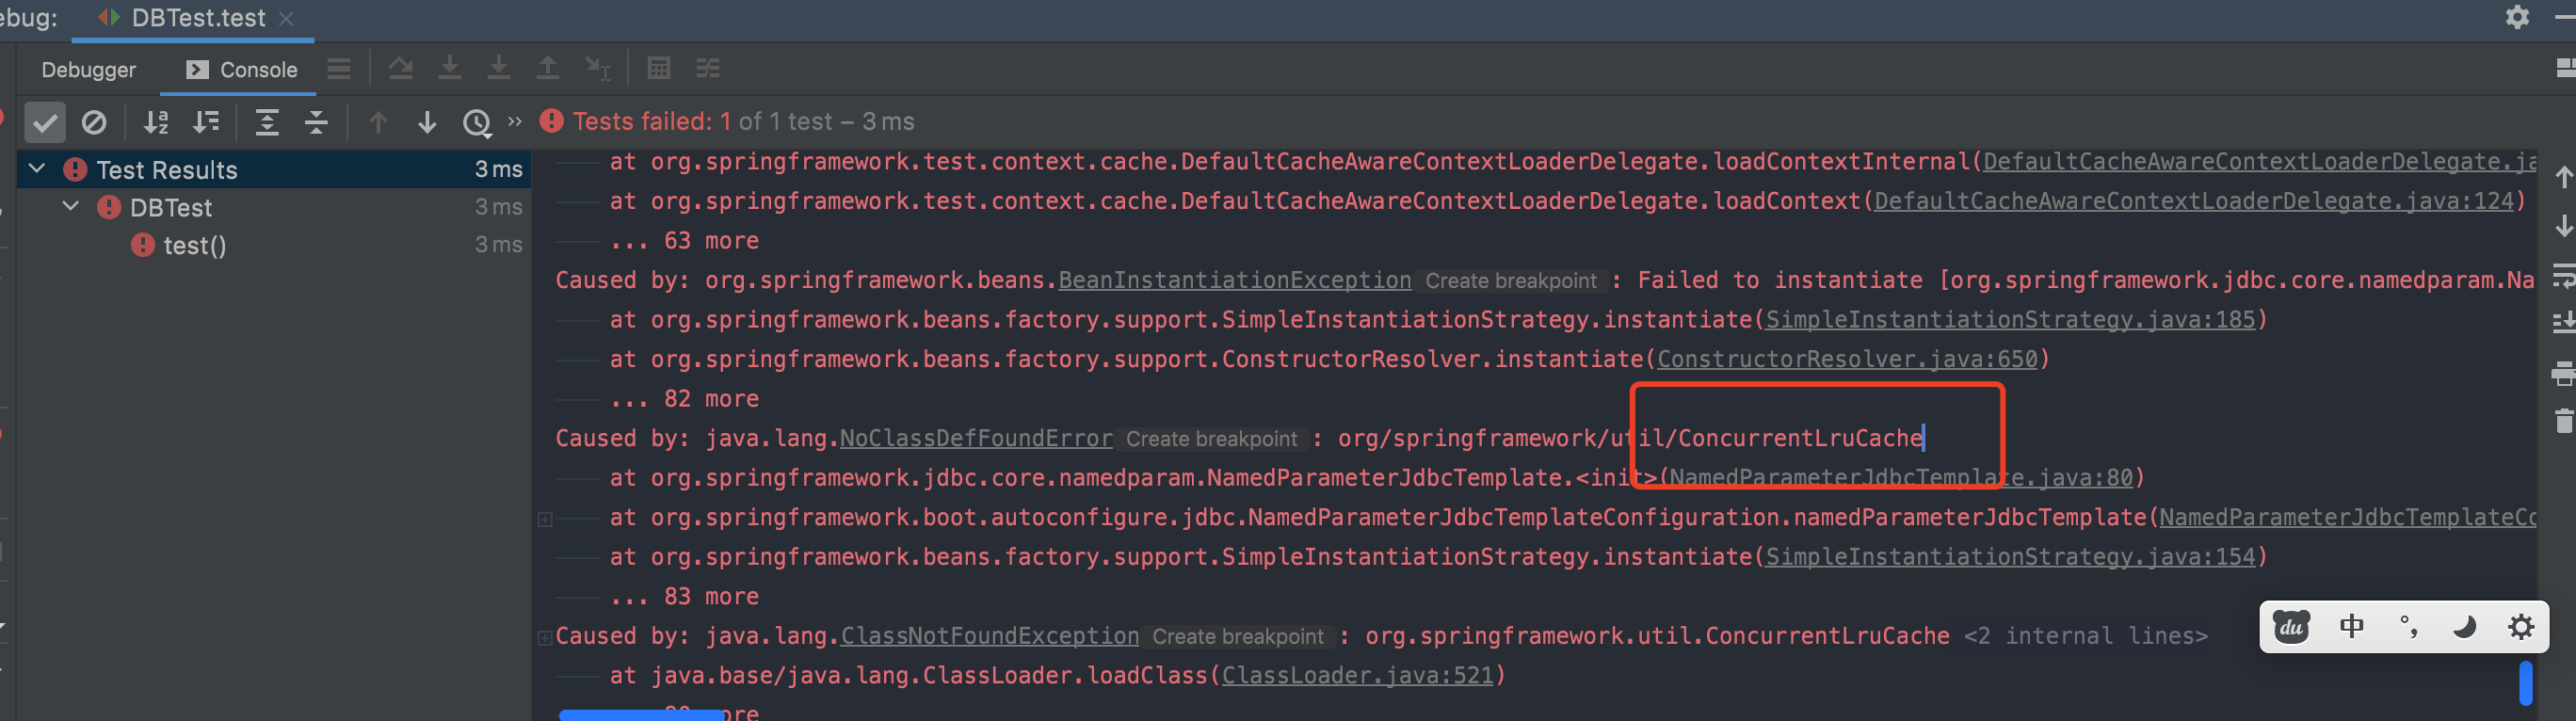 ebug: DBTest.test
Debugger Console
Tests failed: 1 of 1 test – 3 ms
Test Results 3 ms
DBTest 3 ms
test() 3 ms
at org.springframework.test.context.cache.DefaultCacheAwareContextLoaderDelegate.loadContextInternal(DefaultCacheAwareContextLoaderDelegate.ja
at org.springframework.test.context.cache.DefaultCacheAwareContextLoaderDelegate.loadContext(DefaultCacheAwareContextLoaderDelegate.java:124)
... 63 more
Caused by: org.springframework.beans.BeanInstantiationException Create breakpoint : Failed to instantiate [org.springframework.jdbc.core.namedparam.Na
at org.springframework.beans.factory.support.SimpleInstantiationStrategy.instantiate(SimpleInstantiationStrategy.java:185)
at org.springframework.beans.factory.support.ConstructorResolver.instantiate(ConstructorResolver.java:650)
... 82 more
Caused by: java.lang.NoClassDefFoundError Create breakpoint : org/springframework/util/ConcurrentLruCache
at org.springframework.jdbc.core.namedparam.NamedParameterJdbcTemplate.<init>(NamedParameterJdbcTemplate.java:80)
at org.springframework.boot.autoconfigure.jdbc.NamedParameterJdbcTemplateConfiguration.namedParameterJdbcTemplate(NamedParameterJdbcTemplateCo
at org.springframework.beans.factory.support.SimpleInstantiationStrategy.instantiate(SimpleInstantiationStrategy.java:154)
... 83 more
Caused by: java.lang.ClassNotFoundException Create breakpoint : org.springframework.util.ConcurrentLruCache <2 internal lines>
du 中 °,
at java.base/java.lang.ClassLoader.loadClass(ClassLoader.java:521)